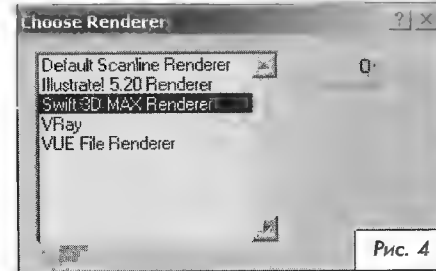 Choose Renderer
Default Scanline Renderer
Illustrate! 5.20 Renderer
Swift 3D MAX Renderer
VRay
VUE File Renderer
Рис. 4